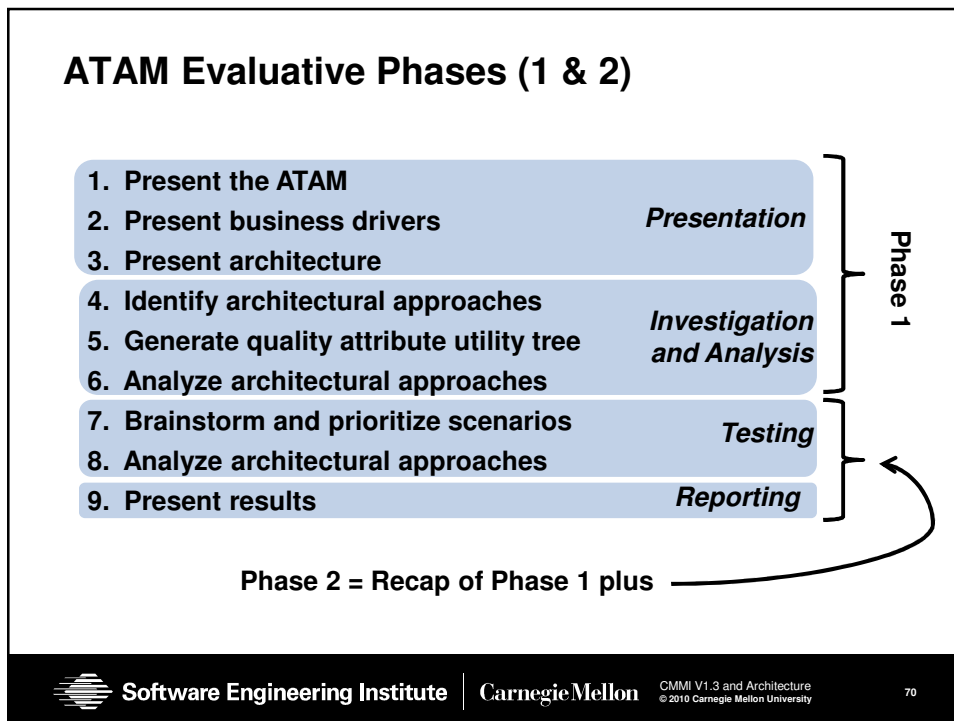 ATAM Evaluative Phases (1 & 2)
1. Present the ATAM
2. Present business drivers
3. Present architecture
Presentation
4. Identify architectural approaches
5. Generate quality attribute utility tree
6. Analyze architectural approaches
Investigation
and Analysis
Phase 1
7. Brainstorm and prioritize scenarios
8. Analyze architectural approaches
Testing
9. Present results
Reporting
Phase 2 = Recap of Phase 1 plus
Software Engineering Institute
Carnegie Mellon
CMMI V1.3 and Architecture
© 2010 Carnegie Mellon University
70